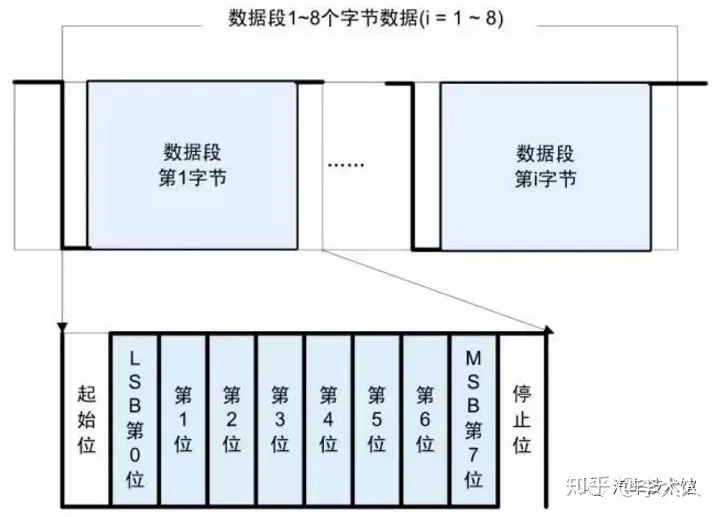 数据段1~8个字节数据(i = 1 ~ 8)
数据段
第1字节
......
数据段
第i字节
起始位
LSB第0位
第1位
第2位
第3位
第4位
第5位
第6位
MSB第7位
停止位
知乎
汽车技术馆